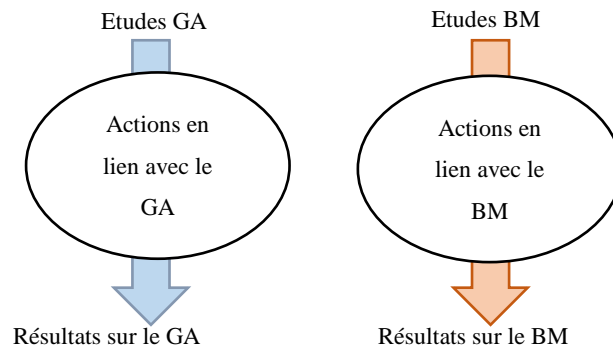 Etudes GA
Actions en
lien avec le
GA
Résultats sur le GA
Etudes BM
Actions en
lien avec le
BM
Résultats sur le BM